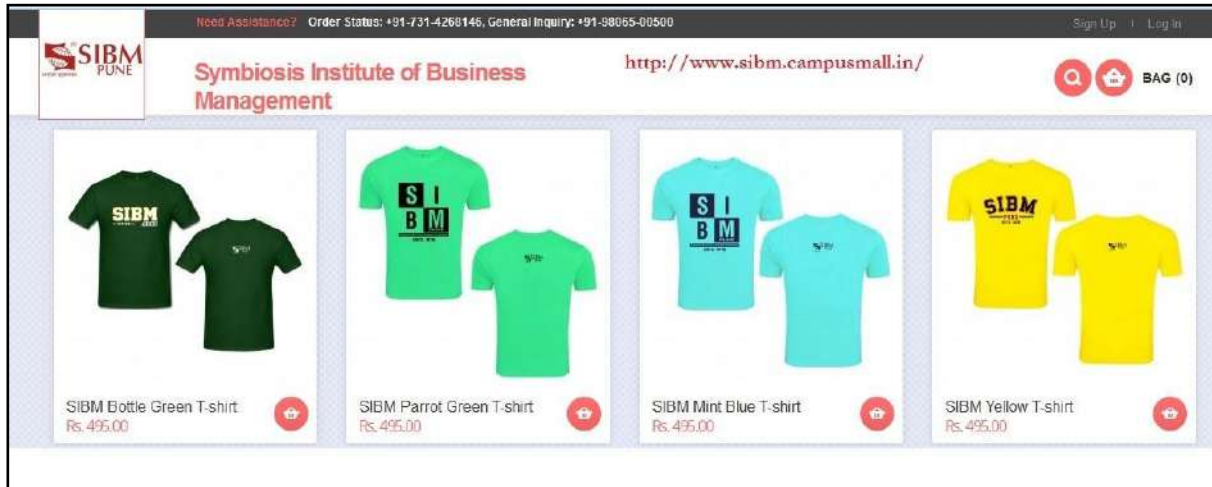 Need Assistance? Order Status: +91-731-4268146, General Inquiry: +91-98065-00500
Sign Up | Log In
SIBM
PUNE
Symbiosis Institute of Business
Management
http://www.sibm.campusmall.in/
BAG (0)
SIBM
S I
B M
S I
B M
SIBM
PUNE
SIBM Bottle Green T-shirt
Rs. 495.00
SIBM Parrot Green T-shirt
Rs. 495.00
SIBM Mint Blue T-shirt
Rs. 495.00
SIBM Yellow T-shirt
Rs. 495.00